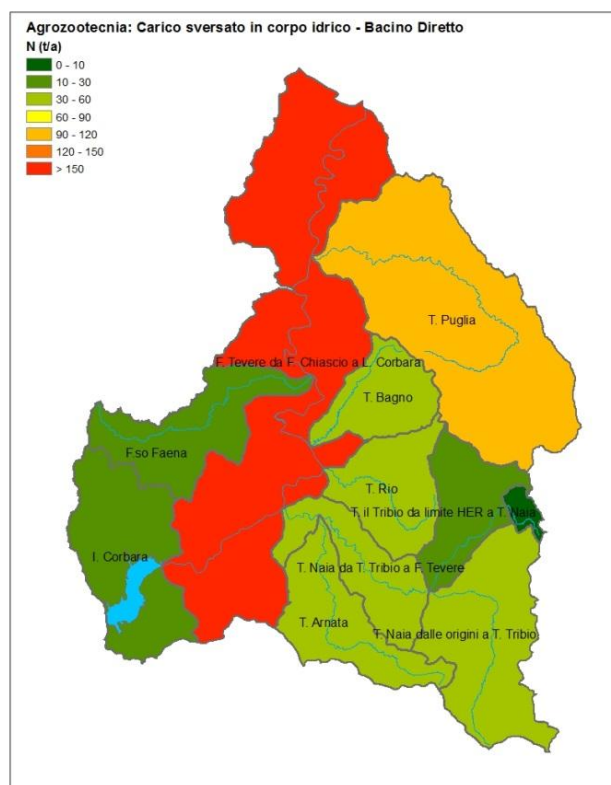 Agrozootecnia: Carico sversato in corpo idrico - Bacino Diretto
N (t/a)
0 - 10
10 - 30
30 - 60
60 - 90
90 - 120
120 - 150
> 150
T. Puglia
F. Tevere da F. Chiascio a L. Corbara
T. Bagno
F.so Faena
T. Rio
T. il Tribio da limite HER a T. Naia
I. Corbara
T. Naia da T. Tribio a F. Tevere
T. Arnata
T. Naia dalle origini a T. Tribio